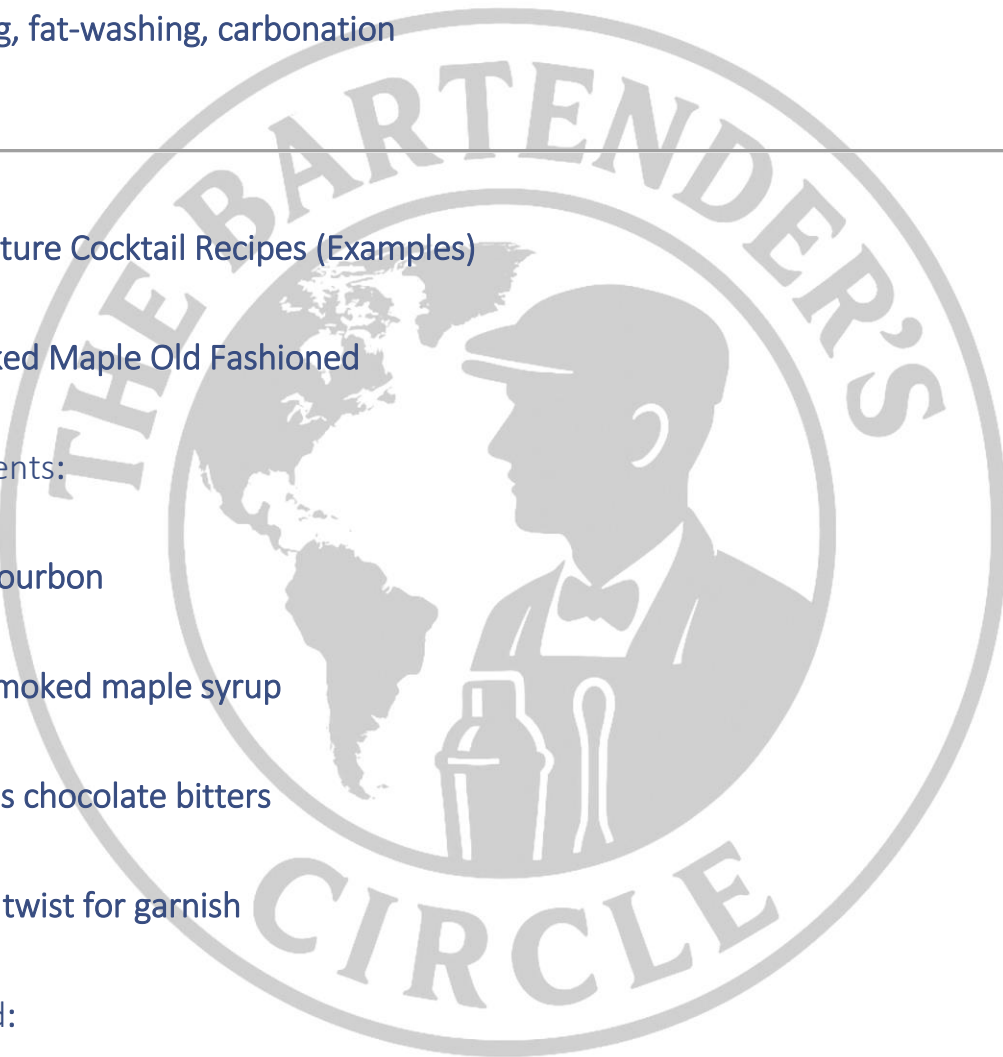 g, fat-washing, carbonation
THE BARTENDER'S
ture Cocktail Recipes (Examples)
ked Maple Old Fashioned
ents:
ourbon
moked maple syrup
s chocolate bitters
twist for garnish
CIRCLE
d: